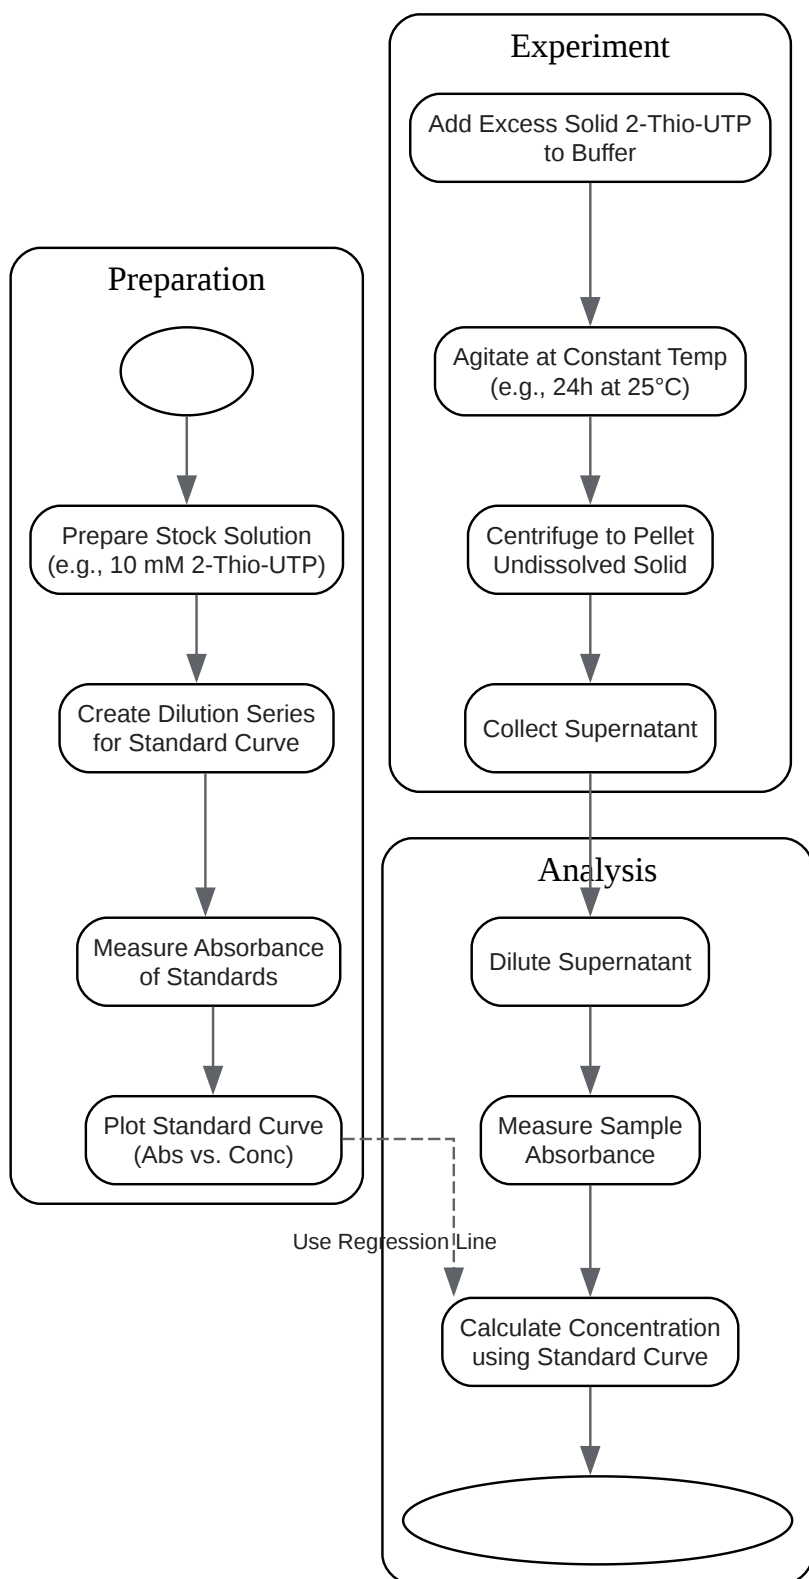 Experiment
Add Excess Solid 2-Thio-UTP
to Buffer
Agitate at Constant Temp
(e.g., 24h at 25°C)
Centrifuge to Pellet
Undissolved Solid
Collect Supernatant
Preparation
Prepare Stock Solution
(e.g., 10 mM 2-Thio-UTP)
Create Dilution Series
for Standard Curve
Measure Absorbance
of Standards
Plot Standard Curve
(Abs vs. Conc)
Use Regression Line
Analysis
Dilute Supernatant
Measure Sample
Absorbance
Calculate Concentration
using Standard Curve